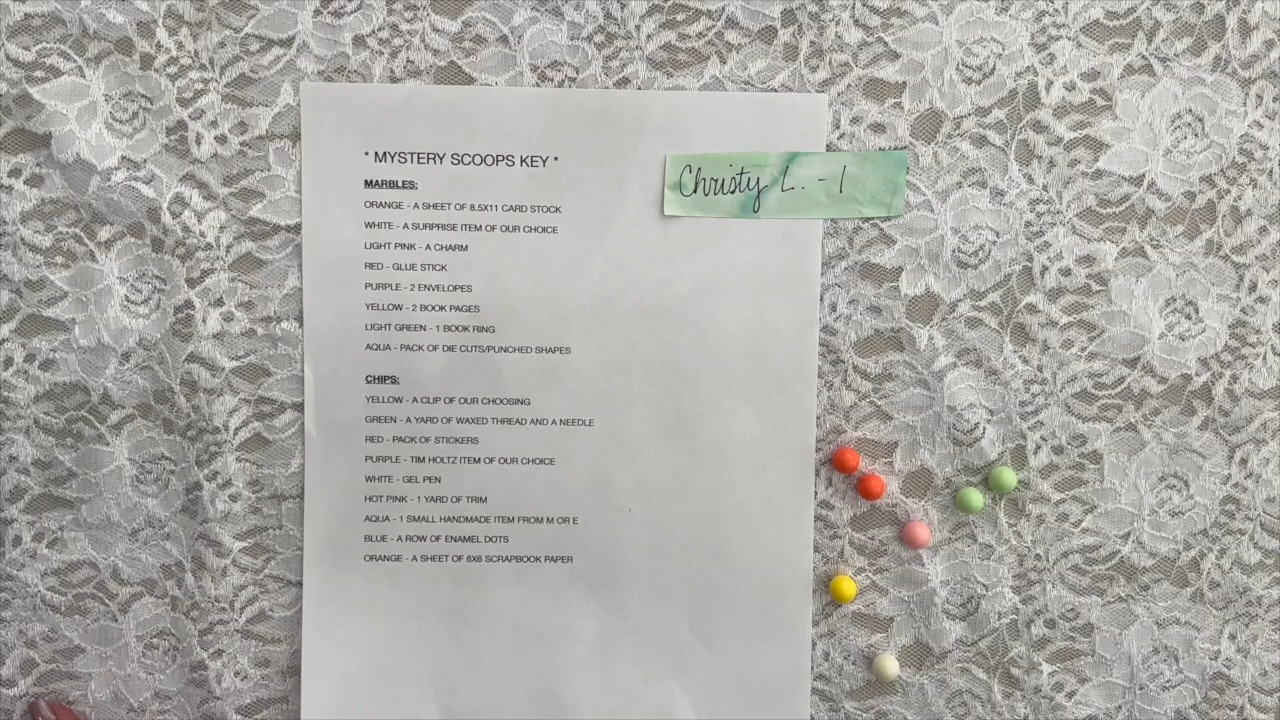 * MYSTERY SCOOPS KEY *
Christy L. - 1
MARBLES:
ORANGE - A SHEET OF 8.5X11 CARD STOCK
WHITE - A SURPRISE ITEM OF OUR CHOICE
LIGHT PINK - A CHARM
RED - GLUE STICK
PURPLE - 2 ENVELOPES
YELLOW - 2 BOOK PAGES
LIGHT GREEN - 1 BOOK RING
AQUA - PACK OF DIE CUTS/PUNCHED SHAPES
CHIPS:
YELLOW - A CLIP OF OUR CHOOSING
GREEN - A YARD OF WAXED THREAD AND A NEEDLE
RED - PACK OF STICKERS
PURPLE - TIM HOLTZ ITEM OF OUR CHOICE
WHITE - GEL PEN
HOT PINK - 1 YARD OF TRIM
AQUA - 1 SMALL HANDMADE ITEM FROM M OR E
BLUE - A ROW OF ENAMEL DOTS
ORANGE - A SHEET OF 6X6 SCRAPBOOK PAPER